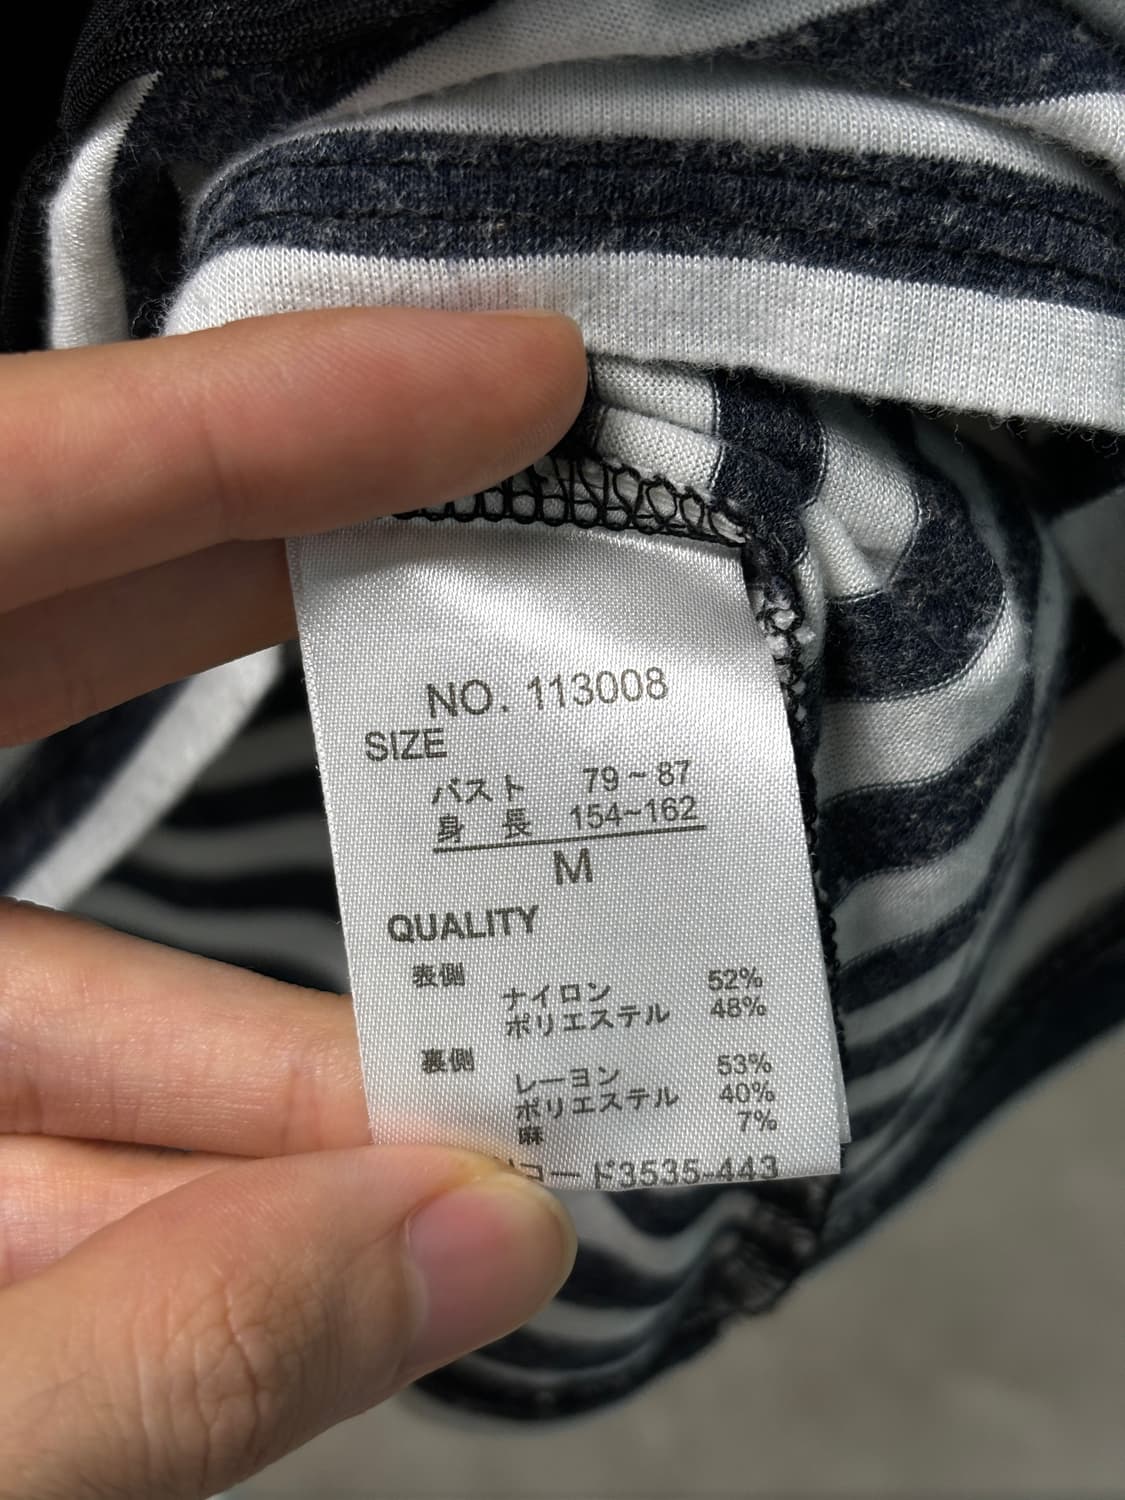 NO. 113008
SIZE
バスト 79~87
身長 154~162
M
QUALITY
表側
ナイロン 52%
ポリエステル 48%
裏側
レーヨン 53%
ポリエステル 40%
麻 7%
コード3535-443